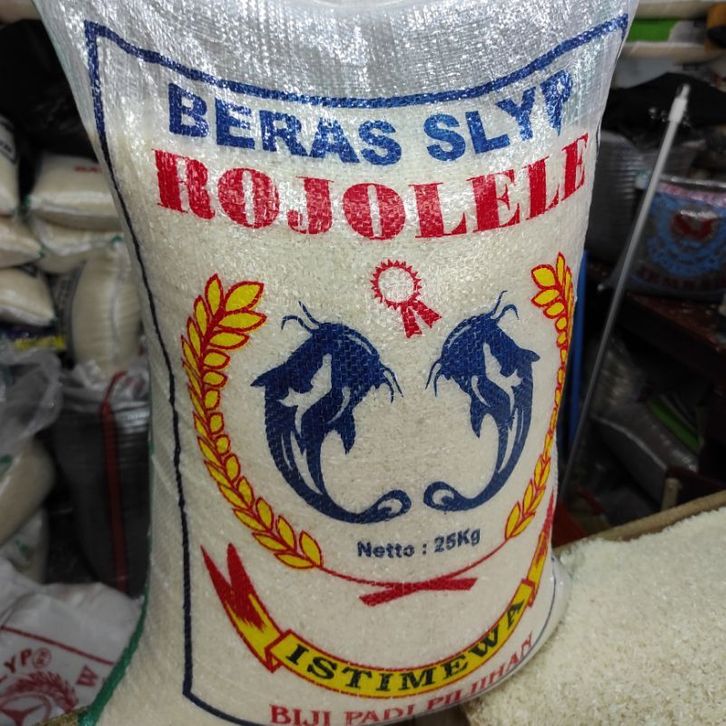 BERAS SLYP
ROJOLELE
Netto : 25Kg
ISTIMEWA
BIJI PADI PILIHAN